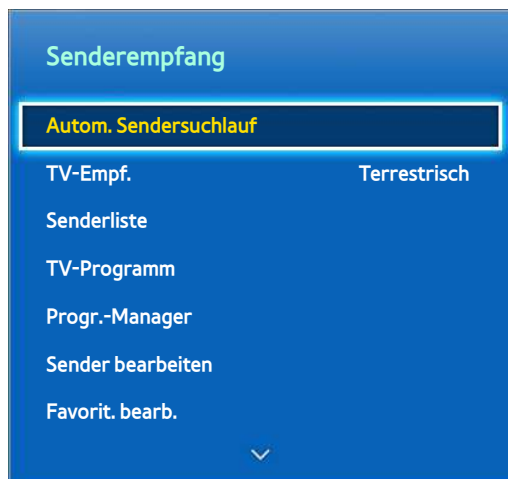 Senderempfang
Autom. Sendersuchlauf
TV-Empf. Terrestrisch
Senderliste
TV-Programm
Progr.-Manager
Sender bearbeiten
Favorit. bearb.